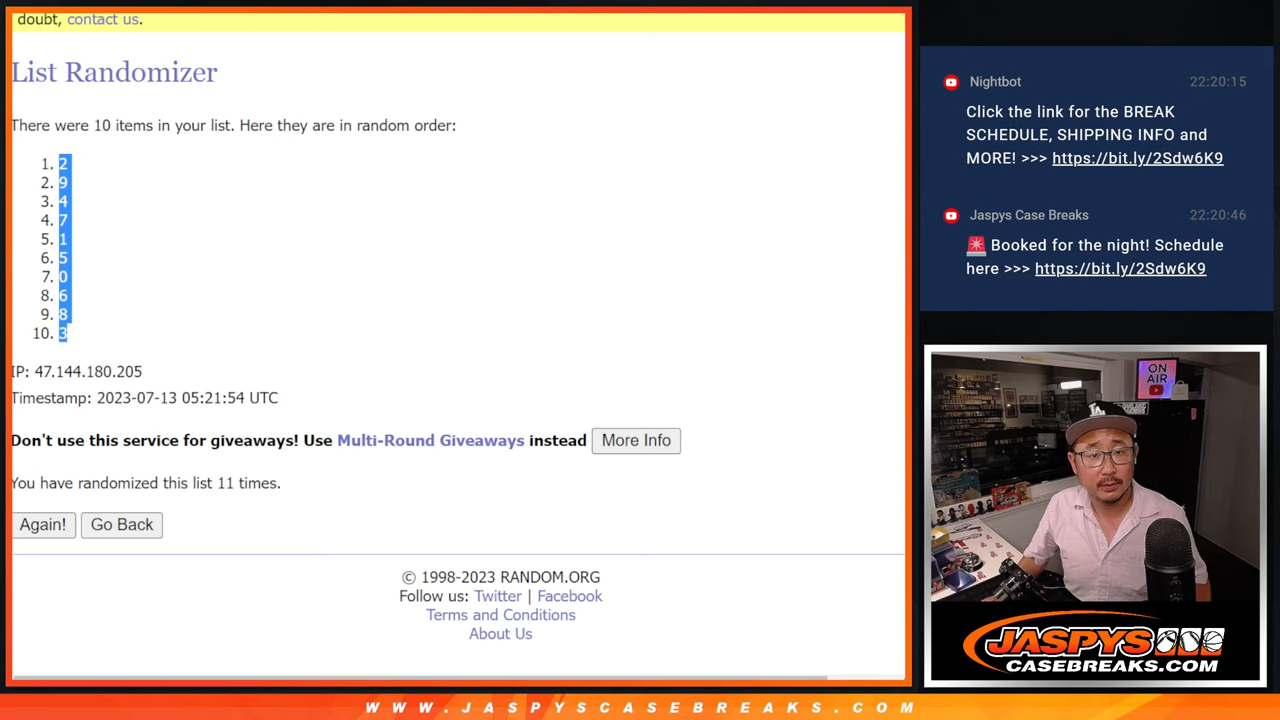 doubt, contact us.
List Randomizer
There were 10 items in your list. Here they are in random order:
1. 2
2. 9
3. 4
4. 7
5. 1
6. 5
7. 0
8. 6
9. 8
10. 3
IP: 47.144.180.205
Timestamp: 2023-07-13 05:21:54 UTC
Don't use this service for giveaways! Use Multi-Round Giveaways instead More Info
You have randomized this list 11 times.
Again! Go Back
© 1998-2023 RANDOM.ORG
Follow us: Twitter | Facebook
Terms and Conditions
About Us
Nightbot 22:20:15
Click the link for the BREAK
SCHEDULE, SHIPPING INFO and
MORE! >>> https://bit.ly/2Sdw6K9
Jaspys Case Breaks 22:20:46
🚨 Booked for the night! Schedule
here >>> https://bit.ly/2Sdw6K9
ON
AIR
LA
JASPYS
CASEBREAKS.COM
WWW.JASPYSCASEBREAKS.COM